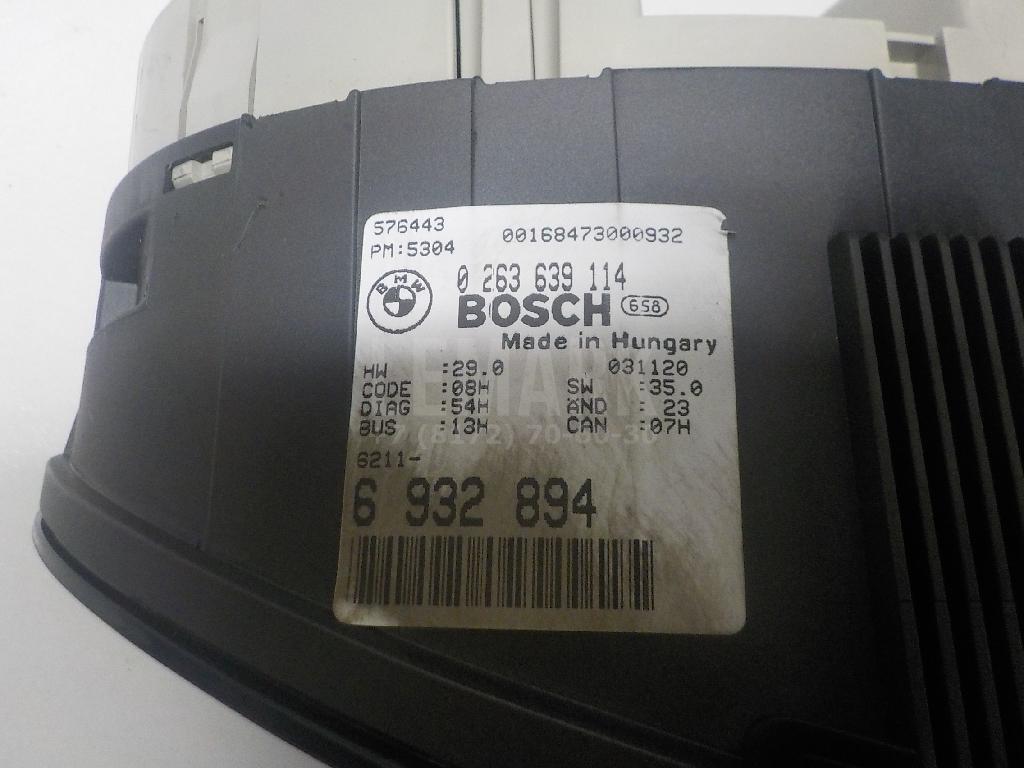 576443
PM:5304 00168473000932
BMW 0 263 639 114
BOSCH 658
Made in Hungary
HW :29.0 031120
CODE :08H SW :35.0
DIAG :54H AND : 23
BUS :13H CAN :07H
6211-
6 932 894